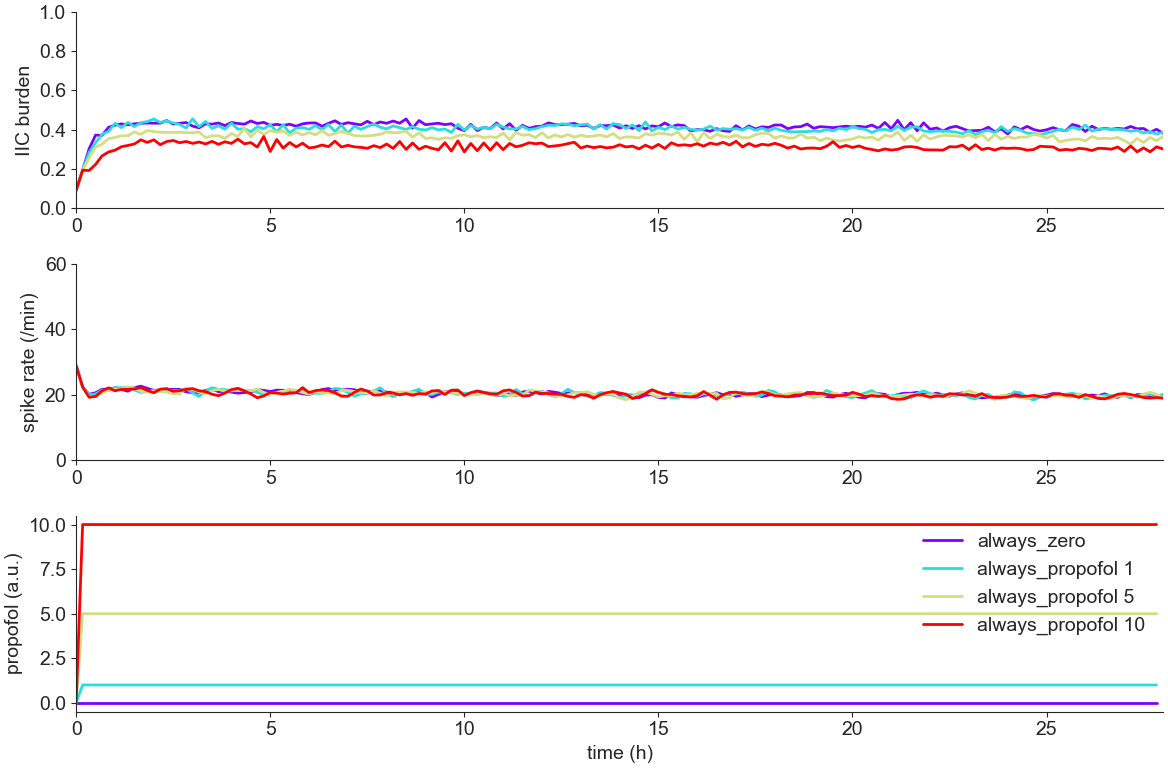 1.0
0.8
0.6
0.4
0.2
0.0
IIC burden
0 5 10 15 20 25
60
40
20
0
spike rate (/min)
0 5 10 15 20 25
10.0
7.5
5.0
2.5
0.0
propofol (a.u.)
always_zero
always_propofol 1
always_propofol 5
always_propofol 10
0 5 10 15 20 25
time (h)